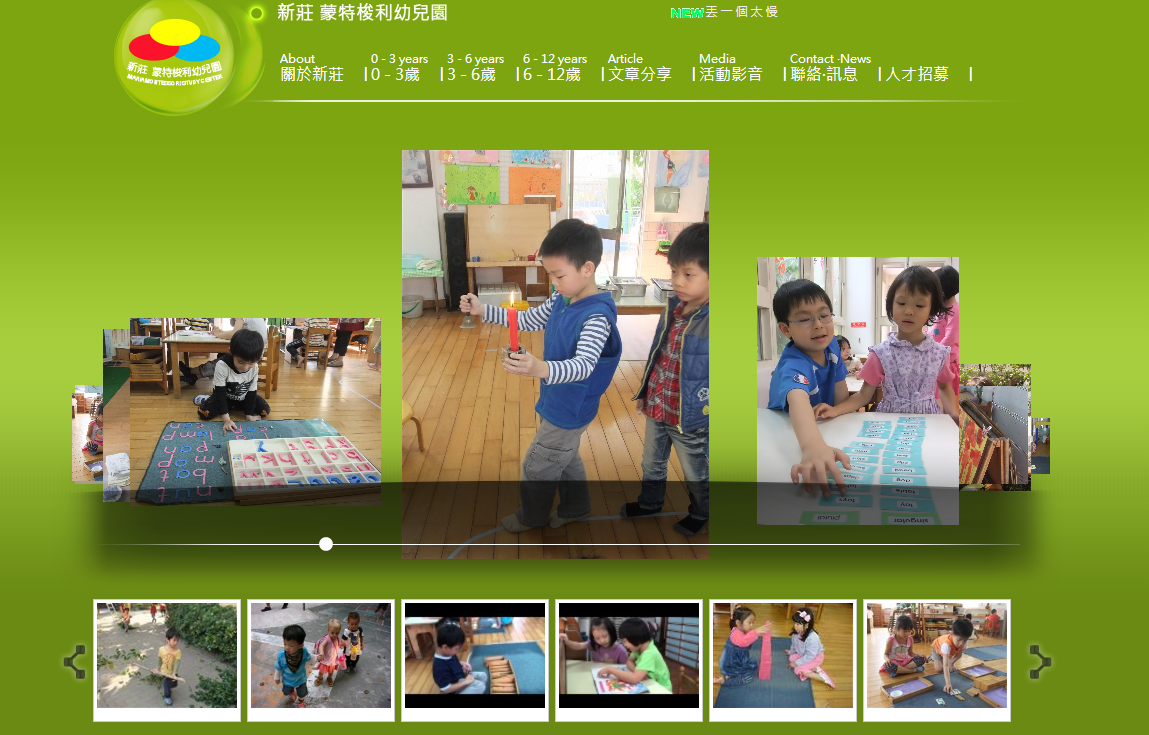 新莊 蒙特梭利幼兒園
NEW 丟一個太慢
新莊 蒙特梭利幼兒園
About 0 - 3 years 3 - 6 years 6 - 12 years Article Media Contact ·News
關於新莊 | 0 - 3歲 | 3 - 6歲 | 6 - 12歲 | 文章分享 | 活動影音 | 聯絡·訊息 | 人才招募 |
plural singular